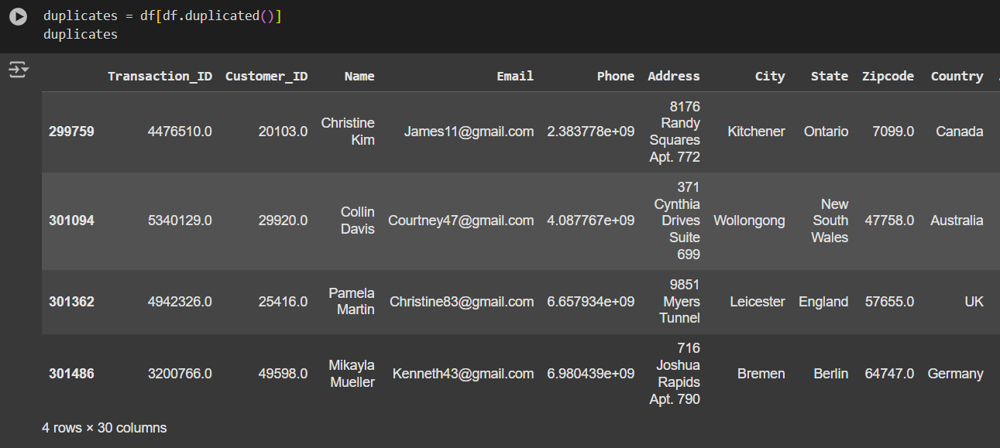 duplicates = df[df.duplicated()]
duplicates
Transaction_ID Customer_ID Name Email Phone Address City State Zipcode Country
299759 4476510.0 20103.0 Christine Kim James11@gmail.com 2.383778e+09 8176 Randy Squares Apt. 772 Kitchener Ontario 7099.0 Canada
301094 5340129.0 29920.0 Collin Davis Courtney47@gmail.com 4.087767e+09 371 Cynthia Drives Suite 699 Wollongong New South Wales 47758.0 Australia
301362 4942326.0 25416.0 Pamela Martin Christine83@gmail.com 6.657934e+09 9851 Myers Tunnel Leicester England 57655.0 UK
301486 3200766.0 49598.0 Mikayla Mueller Kenneth43@gmail.com 6.980439e+09 716 Joshua Rapids Apt. 790 Bremen Berlin 64747.0 Germany
4 rows × 30 columns